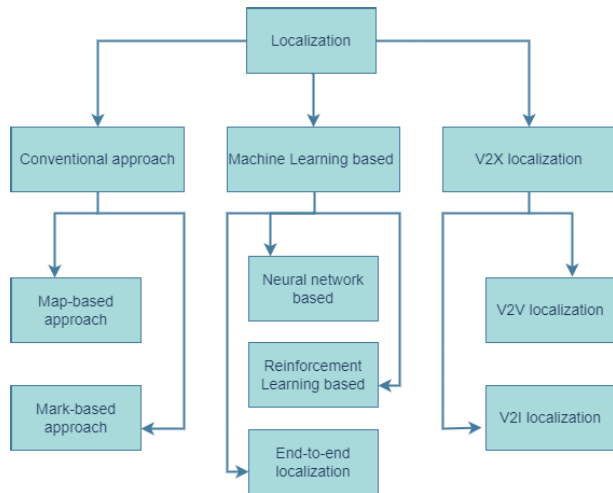 Localization
Conventional approach
Machine Learning based
V2X localization
Map-based
approach
Mark-based
approach
Neural network
based
Reinforcement
Learning based
End-to-end
localization
V2V localization
V2I localization